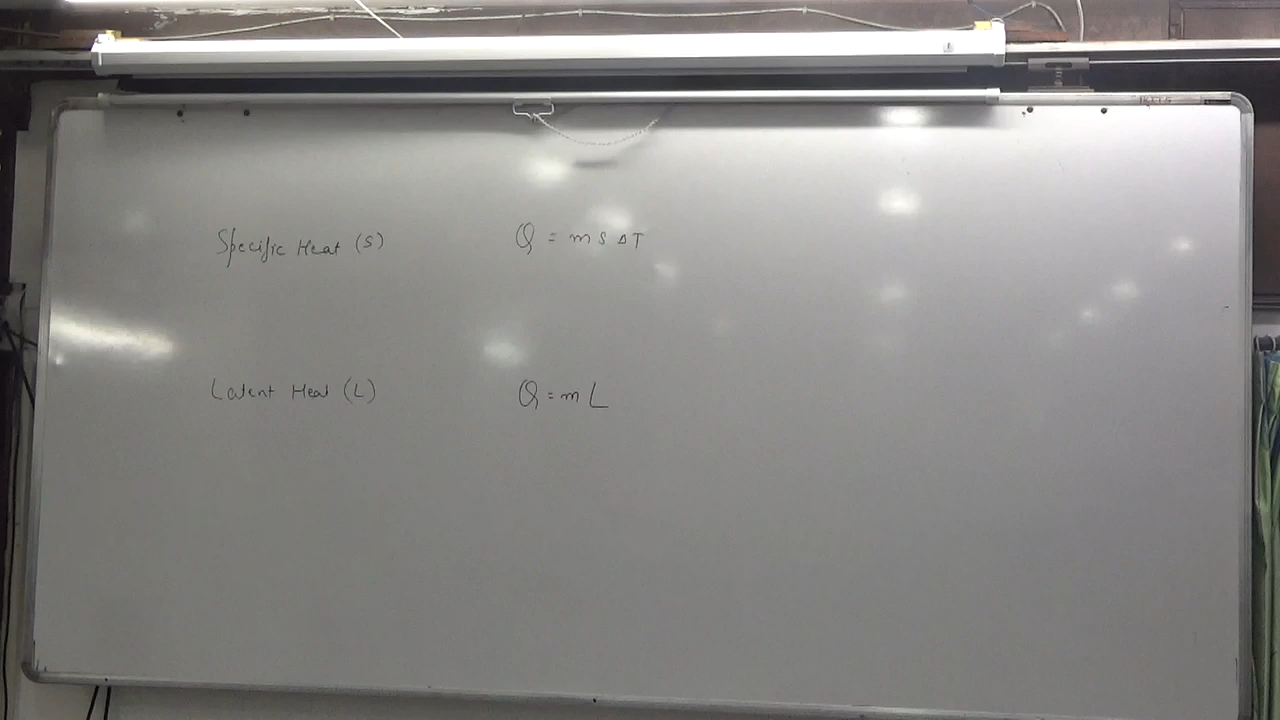 Specific Heat (S) Q = m S ΔT
Latent Heat (L) Q = m L